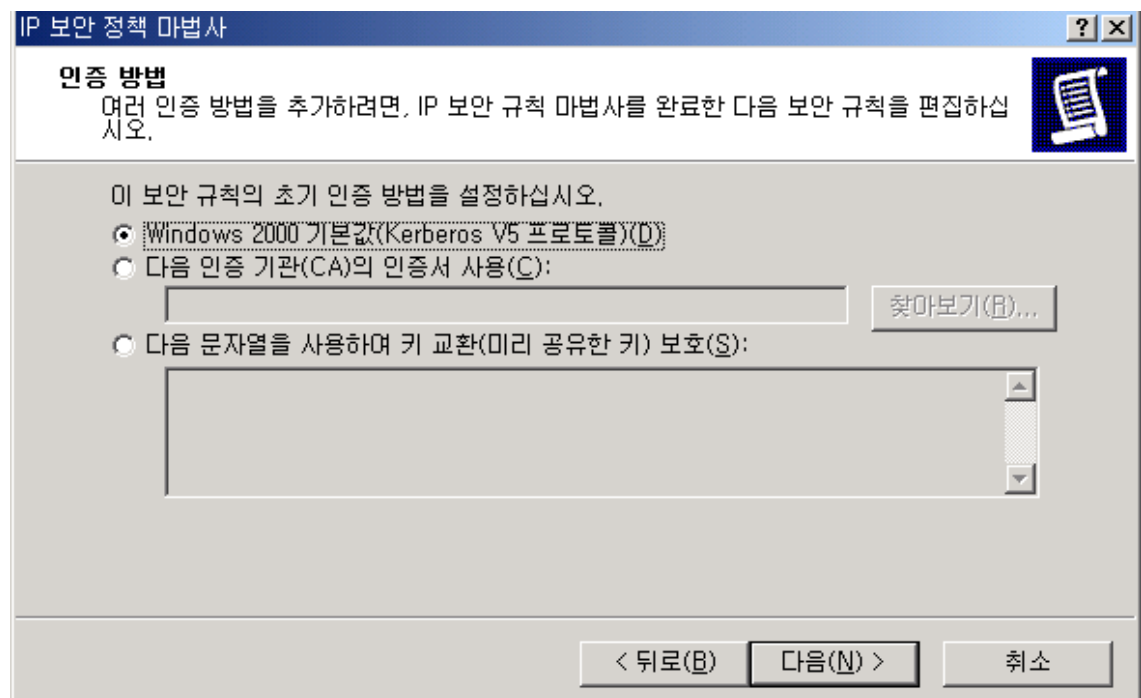 IP 보안 정책 마법사
인증 방법
여러 인증 방법을 추가하려면, IP 보안 규칙 마법사를 완료한 다음 보안 규칙을 편집하십
시오.
이 보안 규칙의 초기 인증 방법을 설정하십시오.
Windows 2000 기본값(Kerberos V5 프로토콜)(D)
다음 인증 기관(CA)의 인증서 사용(C):
찾아보기(R)...
다음 문자열을 사용하여 키 교환(미리 공유한 키) 보호(S):
< 뒤로(B) 다음(N) > 취소